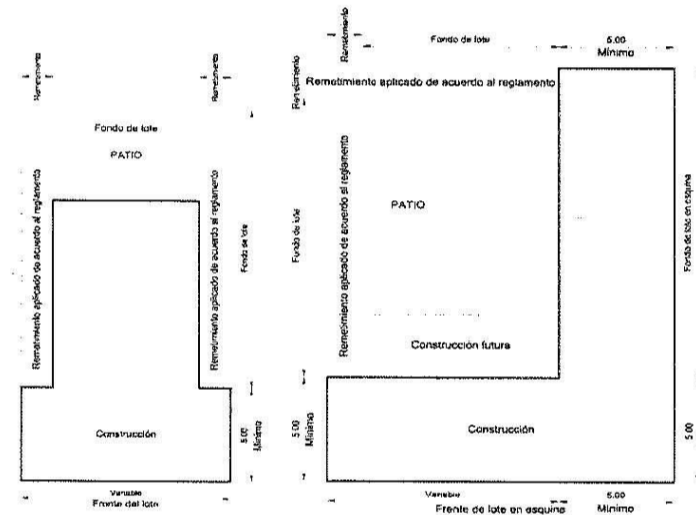 Remetimiento
Remetimiento
Fondo de lote
PATIO
Remetimiento aplicado de acuerdo al reglamento
Remetimiento aplicado de acuerdo al reglamento
Fondo de lote
Construcción
5.00
Mínimo
Variable
Frente del lote
Remetimiento
Fondo de lote
5.00
Mínimo
Remetimiento
Remetimiento aplicado de acuerdo al reglamento
Fondo de lote
Remetimiento aplicado de acuerdo al reglamento
PATIO
Fondo de lote en esquina
Construcción futura
5.00
Mínimo
Construcción
5.00
Variable
Frente de lote en esquina
5.00
Mínimo